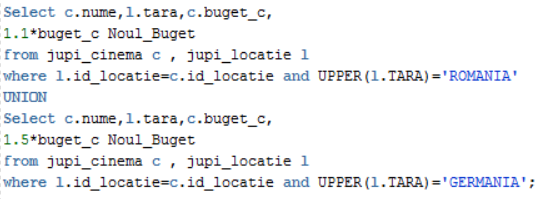 Select c.nume,l.tara,c.buget_c,
1.1*buget_c Noul_Buget
from jupi_cinema c , jupi_locatie l
where l.id_locatie=c.id_locatie and UPPER(l.TARA)='ROMANIA'
UNION
Select c.nume,l.tara,c.buget_c,
1.5*buget_c Noul_Buget
from jupi_cinema c , jupi_locatie l
where l.id_locatie=c.id_locatie and UPPER(l.TARA)='GERMANIA';